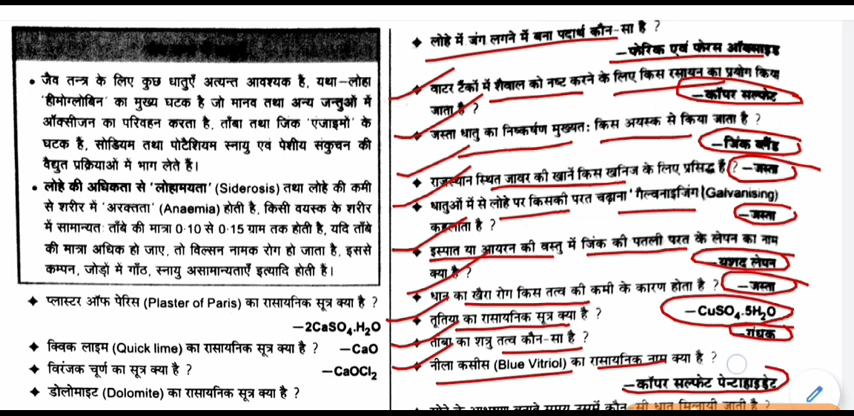 • जैव तन्त्र के लिए कुछ धातुएँ अत्यन्त आवश्यक हैं, यथा—लोहा
'हीमोग्लोबिन' का मुख्य घटक है जो मानव तथा अन्य जन्तुओं में
ऑक्सीजन का परिवहन करता है, ताँबा तथा जिंक 'एंजाइमों' के
घटक हैं, सोडियम तथा पोटैशियम स्नायु एवं पेशीय संकुचन की
वैद्युत प्रक्रियाओं में भाग लेते हैं।
• लोहे की अधिकता से 'लोहामयता' (Siderosis) तथा लोहे की कमी
से शरीर में 'अरक्तता' (Anaemia) होती है, किसी वयस्क के शरीर
में सामान्यतः ताँबे की मात्रा 0·10 से 0·15 ग्राम तक होती है, यदि ताँबे
की मात्रा अधिक हो जाए, तो विल्सन नामक रोग हो जाता है, इससे
कम्पन, जोड़ों में गाँठ, स्नायु असामान्यताएँ इत्यादि होती हैं।
◆ प्लास्टर ऑफ पेरिस (Plaster of Paris) का रासायनिक सूत्र क्या है ?
—2CaSO₄.H₂O
◆ क्विक लाइम (Quick lime) का रासायनिक सूत्र क्या है ? —CaO
◆ विरंजक चूर्ण का रासायनिक सूत्र क्या है ? —CaOCl₂
◆ डोलोमाइट (Dolomite) का रासायनिक सूत्र क्या है ?
◆ लोहे में जंग लगने में बना पदार्थ कौन-सा है ?
—फेरिक एवं फेरस ऑक्साइड
◆ वाटर टैंकों में शैवाल को नष्ट करने के लिए किस रसायन का प्रयोग किया
जाता है ? —कॉपर सल्फेट
◆ जस्ता धातु का निष्कर्षण मुख्यतः किस अयस्क से किया जाता है ?
—जिंक ब्लैंड
◆ राजस्थान स्थित जावर की खानें किस खनिज के लिए प्रसिद्ध हैं ? —जस्ता
◆ धातुओं में से लोहे पर किसकी परत चढ़ाना 'गैल्वनाइजिंग (Galvanising)
कहलाता है ? —जस्ता
◆ इस्पात या आयरन की वस्तु में जिंक की पतली परत के लेपन का नाम
क्या है ? —यशद लेपन
◆ धान का खैरा रोग किस तत्व की कमी के कारण होता है ? —जस्ता
◆ तूतिया का रासायनिक सूत्र क्या है ? —CuSO₄.5H₂O
◆ ताँबा का शत्रु तत्व कौन-सा है ? —गंधक
◆ नीला कसीस (Blue Vitriol) का रासायनिक नाम क्या है ?
—कॉपर सल्फेट पेन्टाहाइड्रेट